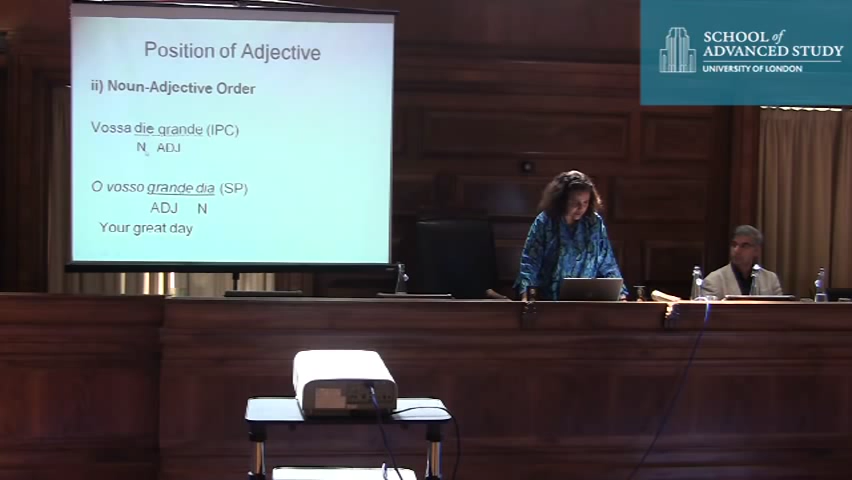 Position of Adjective
ii) Noun-Adjective Order
Vossa die grande (IPC)
N ADJ
O vosso grande dia (SP)
ADJ N
Your great day
SCHOOL of
ADVANCED STUDY
UNIVERSITY OF LONDON